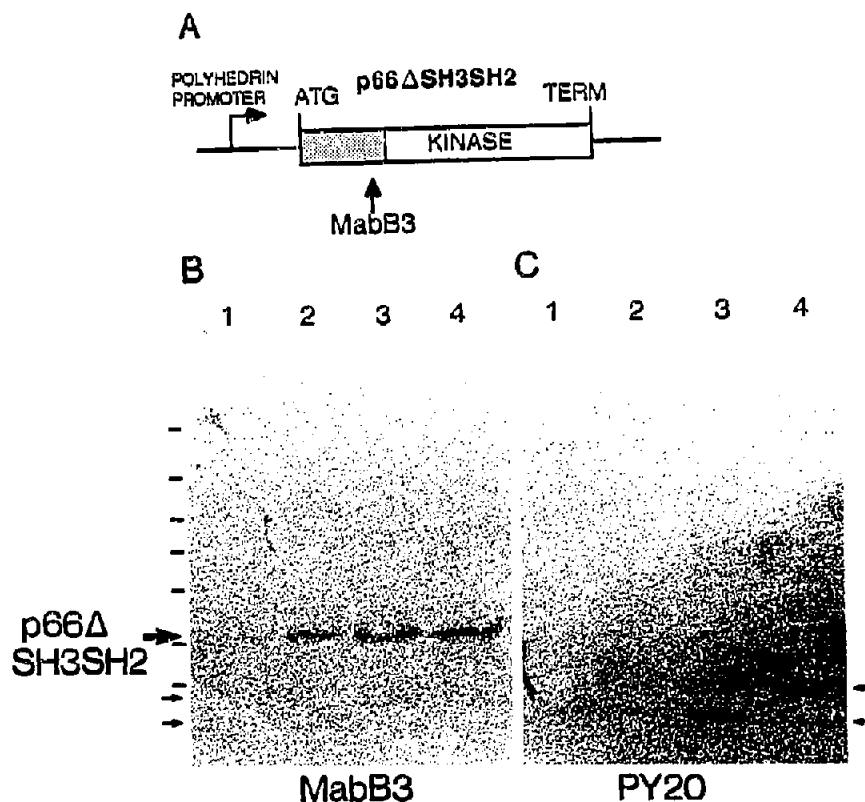 A
POLYHEDRIN
PROMOTER
ATG
p66ΔSH3SH2
TERM
KINASE
MabB3
B
C
1 2 3 4
1 2 3 4
p66Δ
SH3SH2
MabB3
PY20